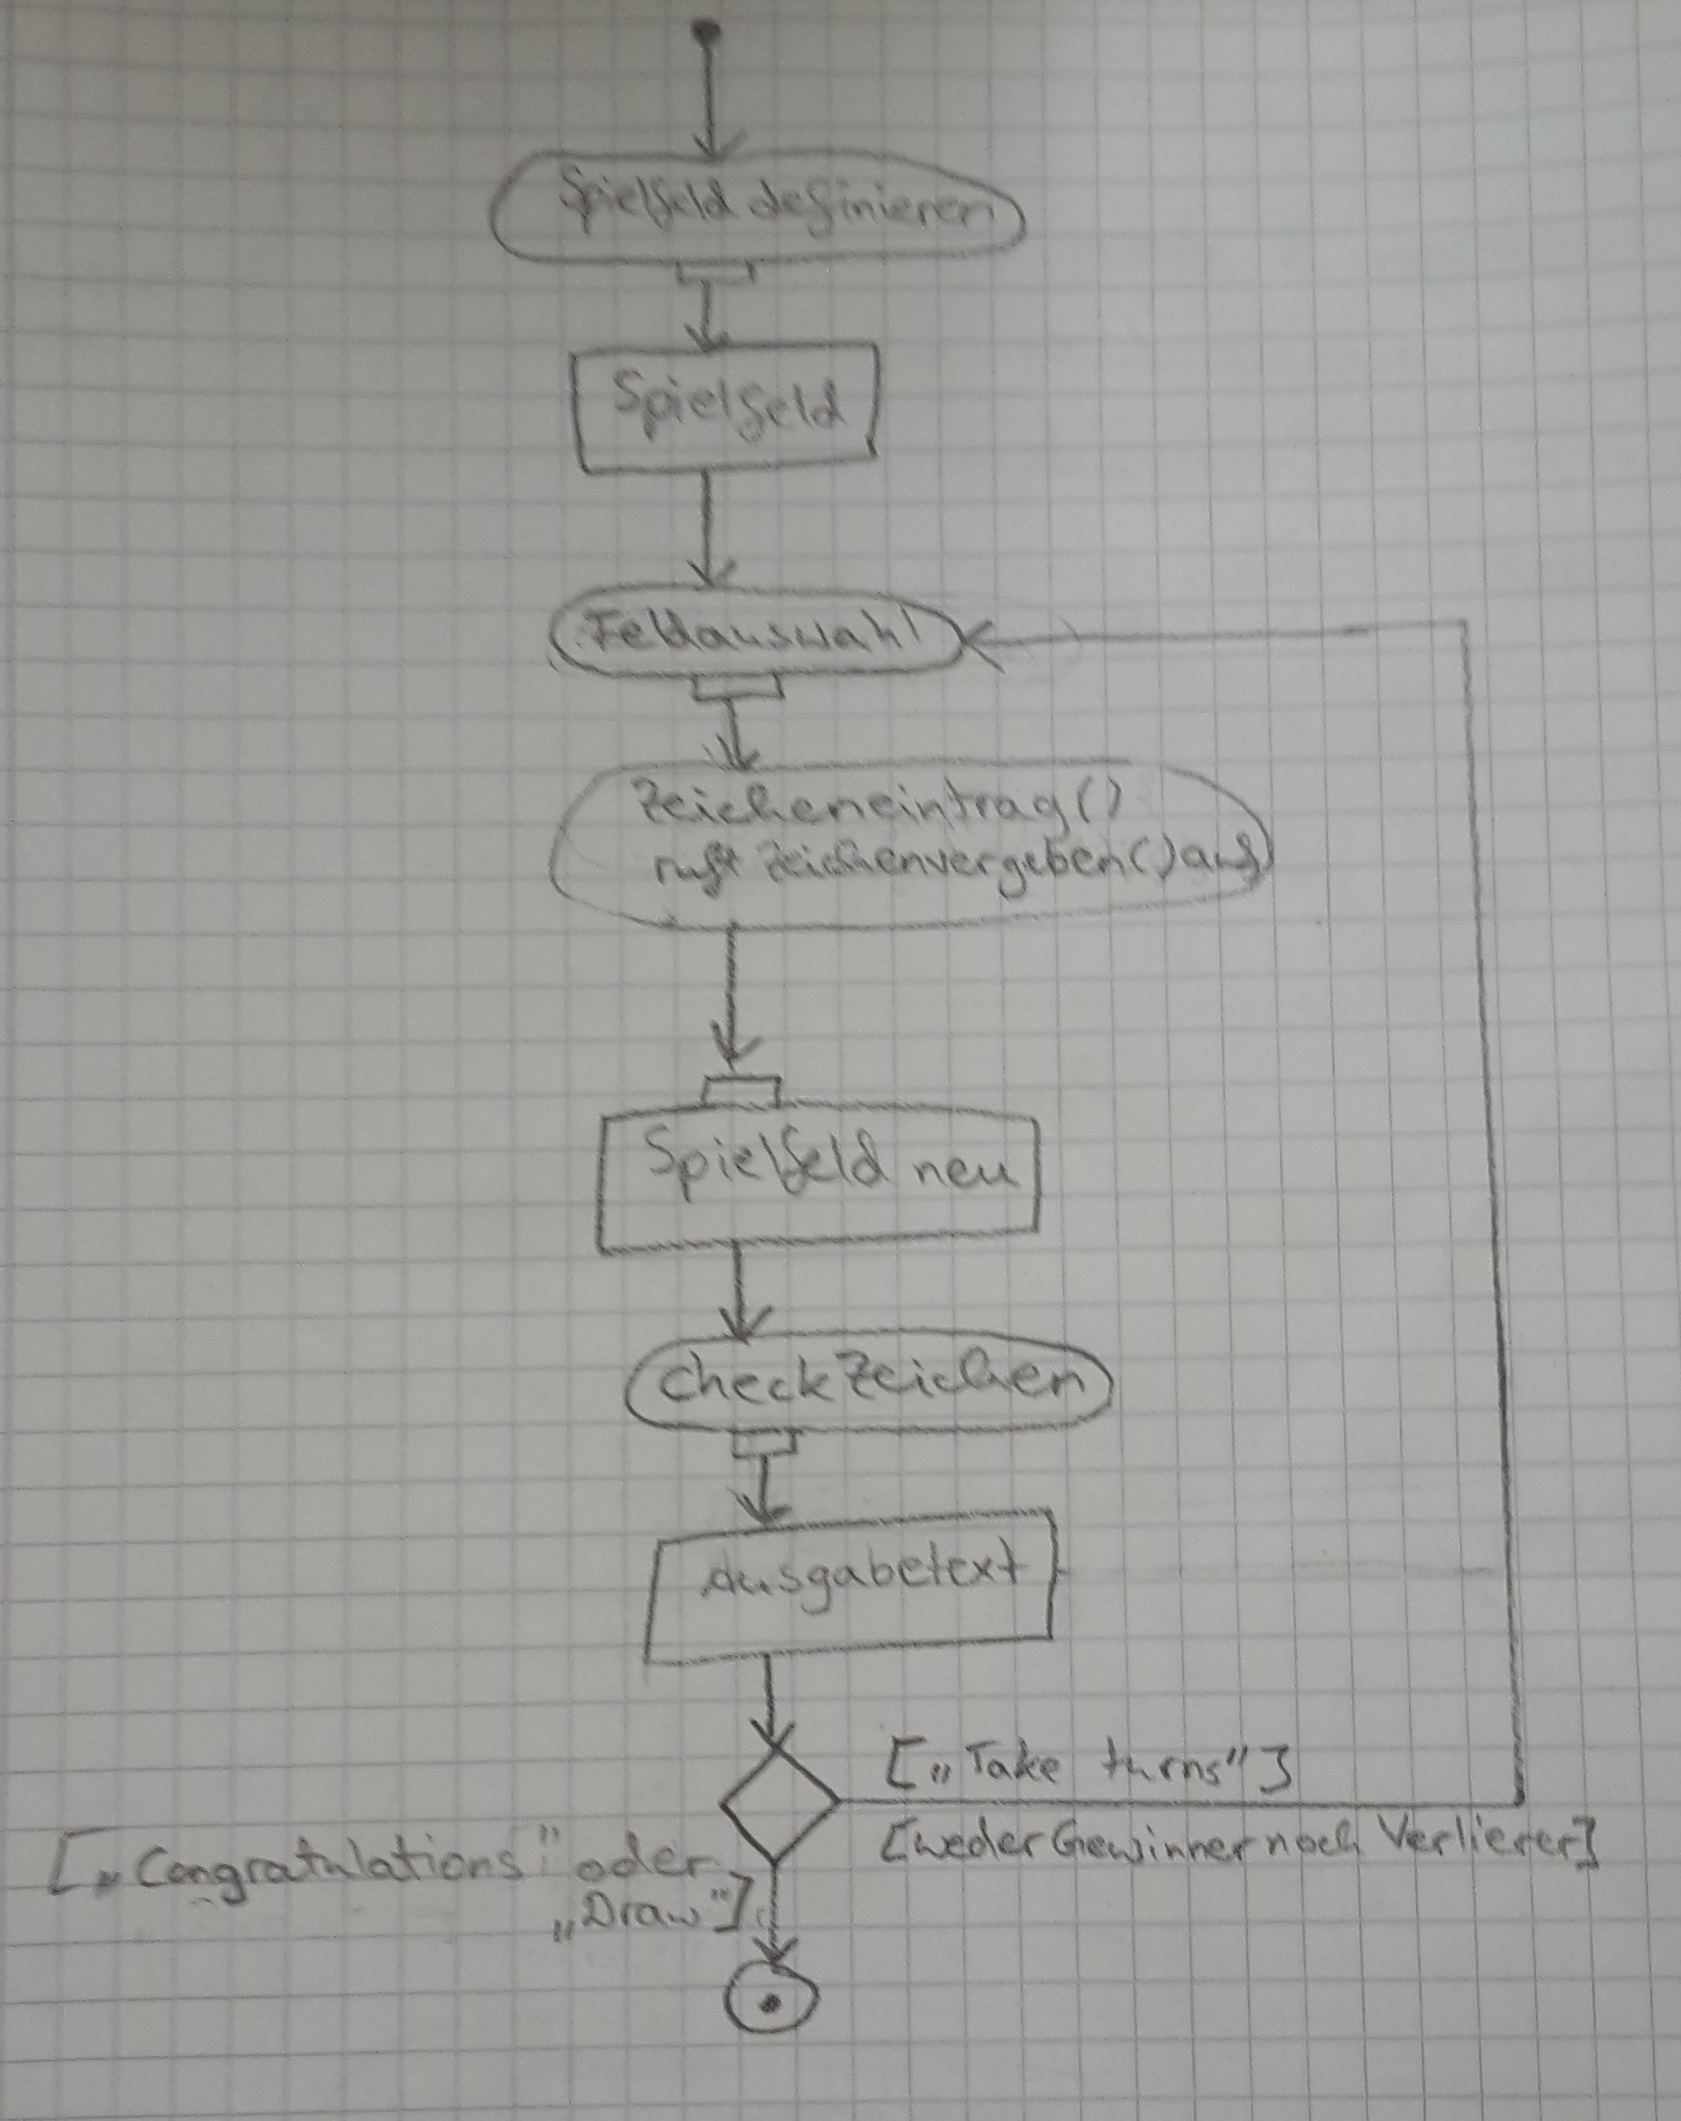 Spielfeld definieren
Spielfeld
Feldauswahl
Zeicheneintrag()
ruft Zeichenvergeben() auf
Spielfeld neu
checkZeichen
Ausgabetext
[„Take turns"]
[weder Gewinner noch Verlierer]
[„Congratulations" oder
„Draw"]